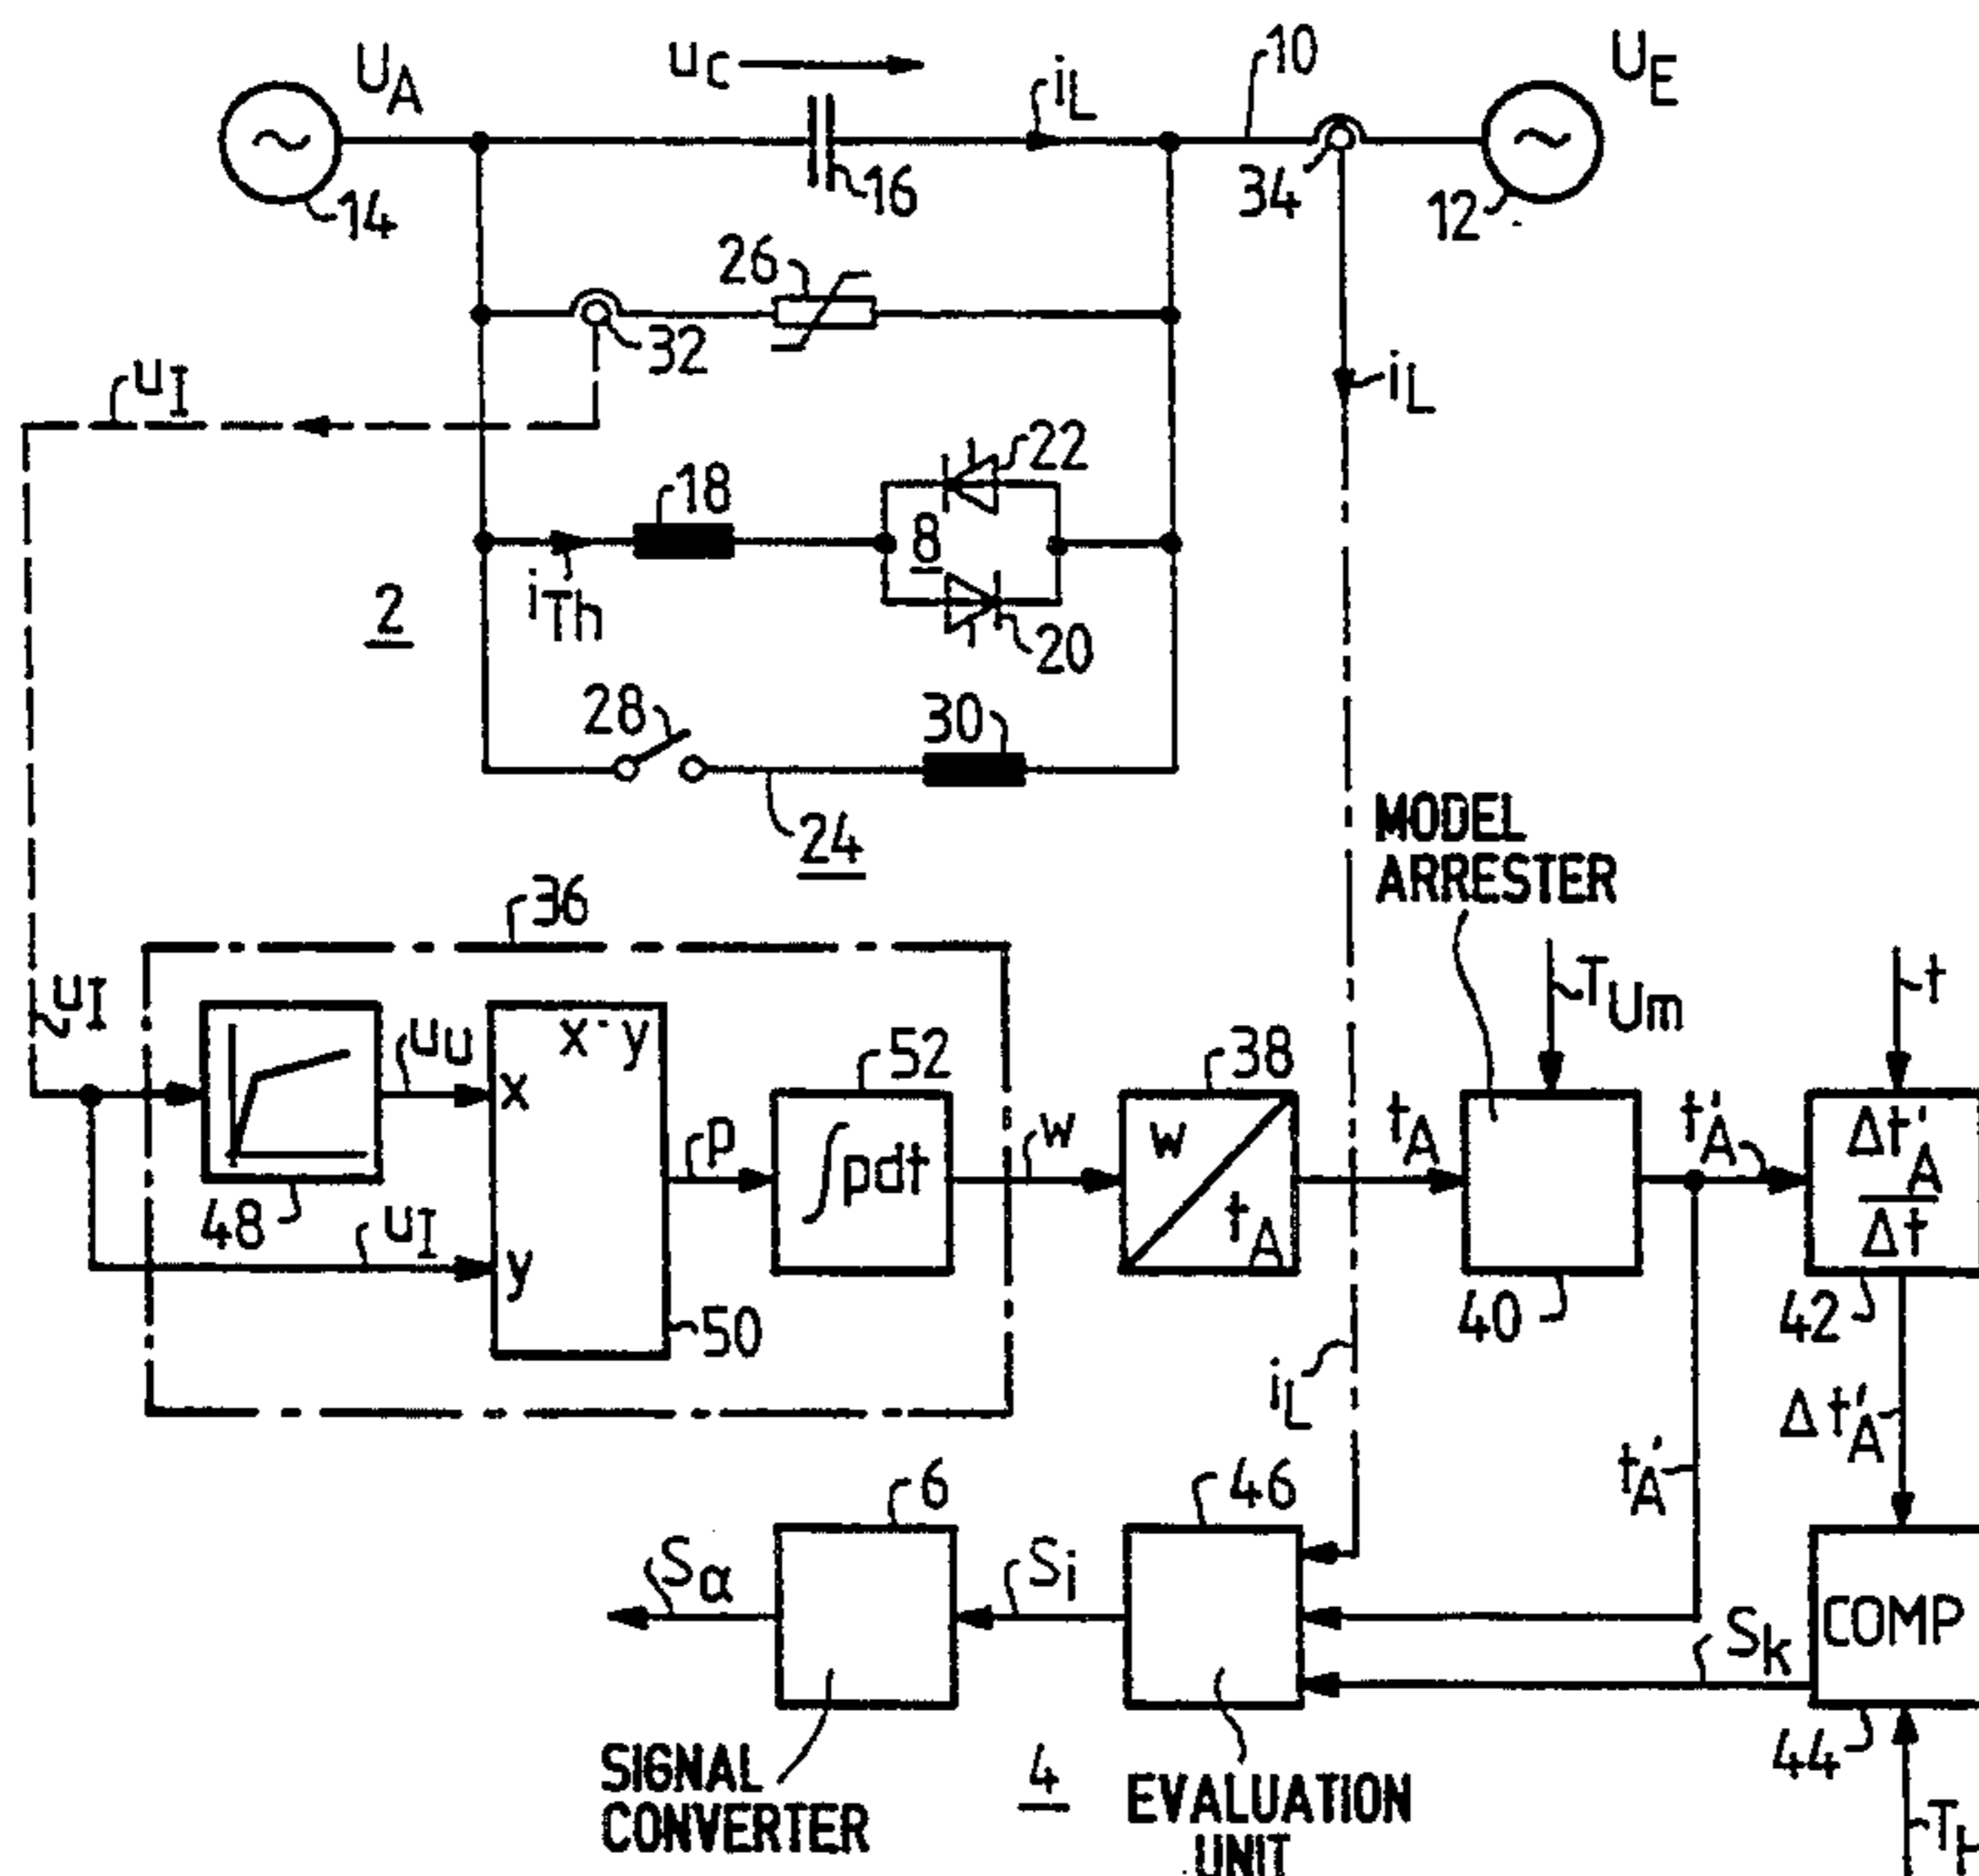 U_A
u_C
i_L
10
U_E
14
16
34
12
26
32
u_I
i_L
22
18
8
i_Th
2
20
28
30
24
MODEL
ARRESTER
36
u_I
T_Um
t
u_u
x · y
x
52
38
p
∫pdt
w
w
t_A
t_A
t'_A
Δt'_A
Δt
48
u_I
y
50
40
42
i_L
Δt'_A
t_A'
6
46
S_α
S_i
S_k
COMP
44
SIGNAL
CONVERTER
4
EVALUATION
UNIT